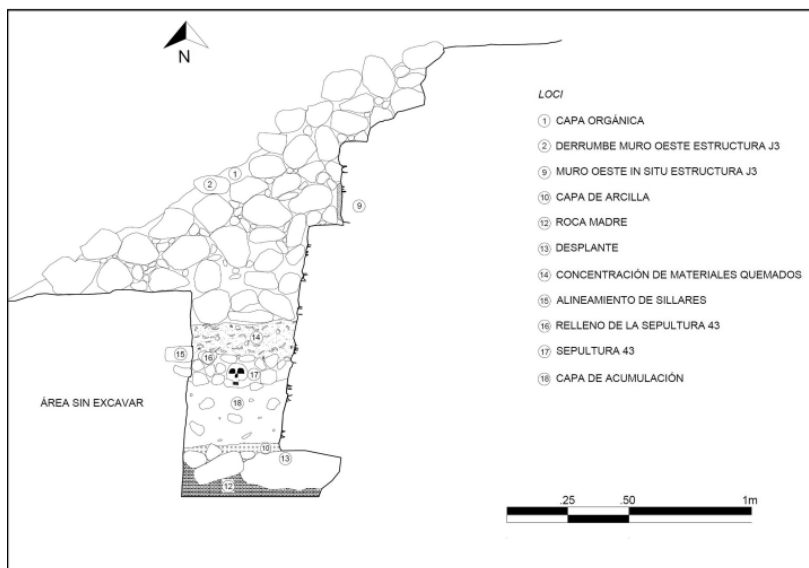 N
LOCI
1 CAPA ORGÁNICA
2 DERRUMBE MURO OESTE ESTRUCTURA J3
9 MURO OESTE IN SITU ESTRUCTURA J3
10 CAPA DE ARCILLA
12 ROCA MADRE
13 DESPLANTE
14 CONCENTRACIÓN DE MATERIALES QUEMADOS
15 ALINEAMIENTO DE SILLARES
16 RELLENO DE LA SEPULTURA 43
17 SEPULTURA 43
18 CAPA DE ACUMULACIÓN
1
2
9
14
15
16
17
18
ÁREA SIN EXCAVAR
10
13
12
.25 .50 1m